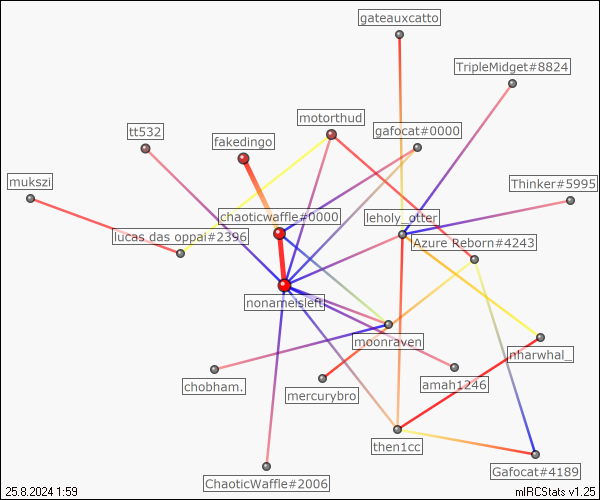 gateauxcatto
TripleMidget#8824
motorthud
tt532
gafocat#0000
fakedingo
mukszi
Thinker#5995
chaoticwaffle#0000
leholy_otter
lucas das oppai#2396
Azure Reborn#4243
nonameisleft
moonraven
nharwhal_
chobham.
amah1246
mercurybro
then1cc
Gafocat#4189
ChaoticWaffle#2006
25.8.2024 1:59
mIRCStats v1.25